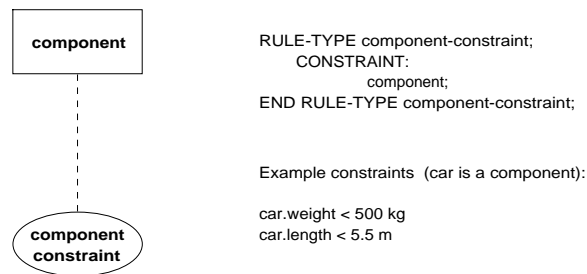 component
RULE-TYPE component-constraint;
CONSTRAINT:
component;
END RULE-TYPE component-constraint;
Example constraints (car is a component):
car.weight < 500 kg
car.length < 5.5 m
component
constraint